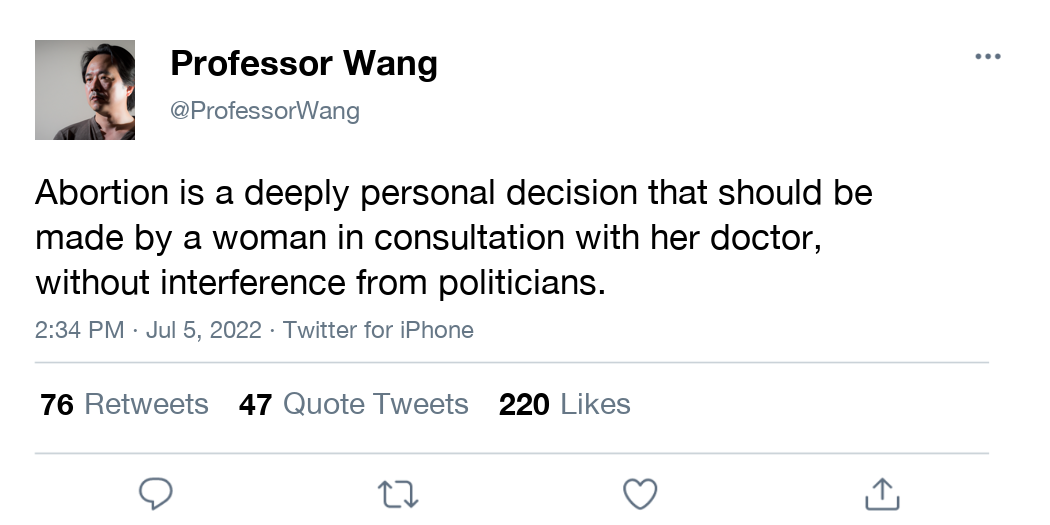 Professor Wang
@ProfessorWang
Abortion is a deeply personal decision that should be
made by a woman in consultation with her doctor,
without interference from politicians.
2:34 PM · Jul 5, 2022 · Twitter for iPhone
76 Retweets 47 Quote Tweets 220 Likes